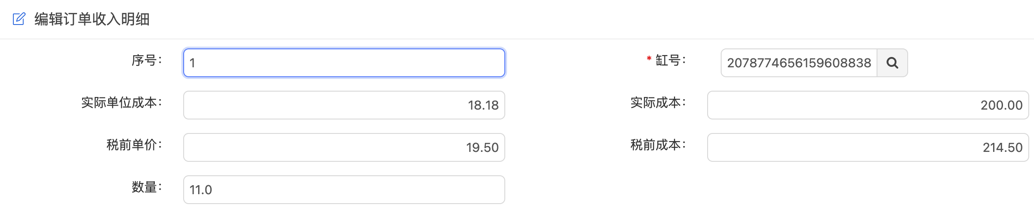 编辑订单收入明细
序号： 1 * 缸号： 2078774656159608838
实际单位成本： 18.18 实际成本： 200.00
税前单价： 19.50 税前成本： 214.50
数量： 11.0